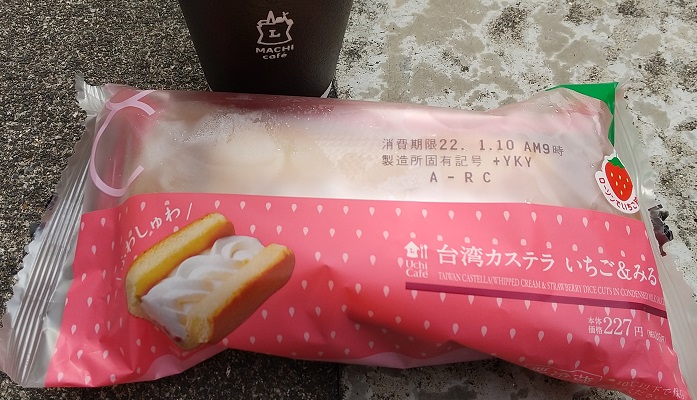 L
MACHI
café
消費期限22. 1.10 AM9時
製造所固有記号 +YKY
A-RC
ローソンでいちご
わしゅわ
Uchi
Café
台湾カステラ いちご&みる
TAIWAN CASTELLA(WHIPPED CREAM & STRAWBERRY DICE CUTS IN CONDENSED MILK
本体
価格 227円